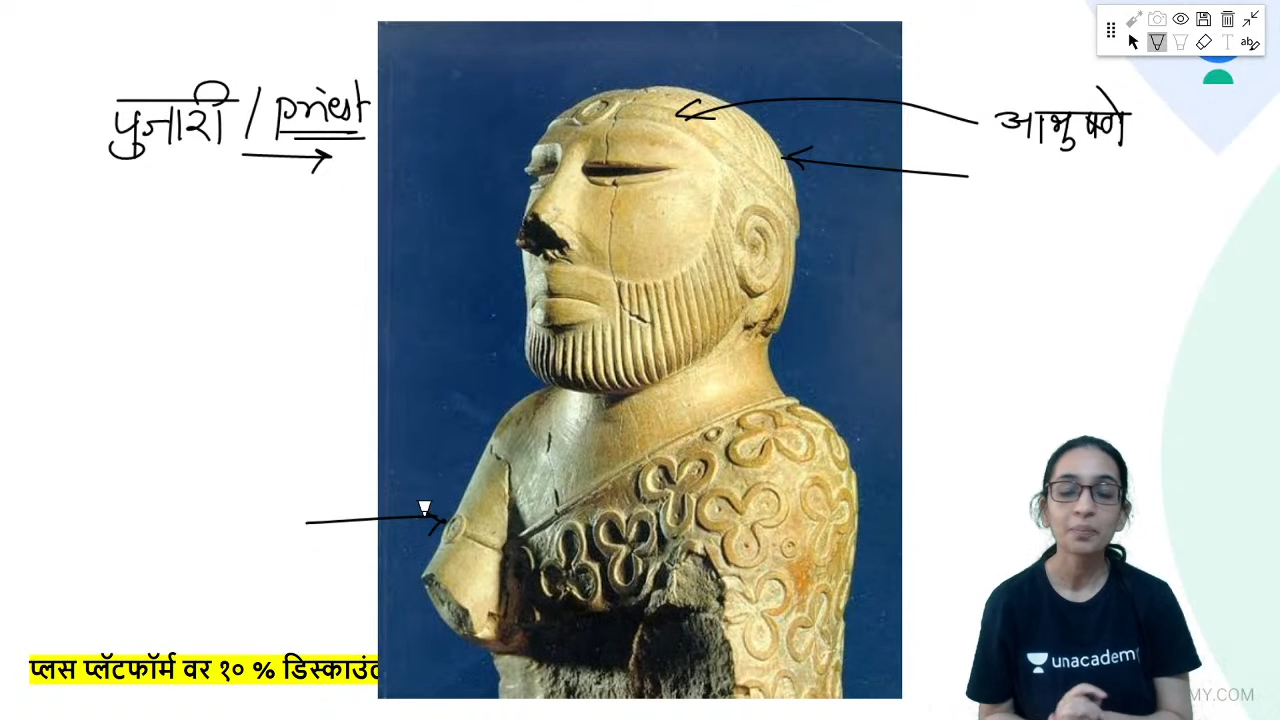 पुजारी / priest
आभुषणे
प्लस प्लॅटफॉर्म वर १० % डिस्काउंट
unacademy
MY.COM